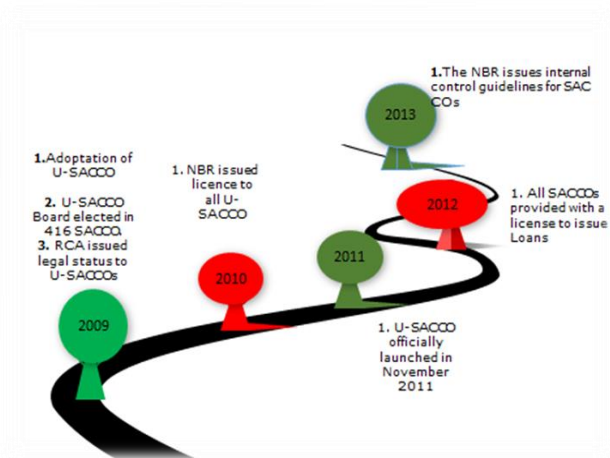 1.Adoptation of
U-SACCO
2. U-SACCO
Board elected in
416 SACCO.
3. RCA issued
legal status to
U-SACCOs
2009
1. NBR issued
licence to
all U-
SACCO
2010
2011
1. U-SACCO
officially
launched in
November
2011
2012
1. All SACCOs
provided with a
license to issue
Loans
2013
1.The NBR issues internal
control guidelines for SAC
COs